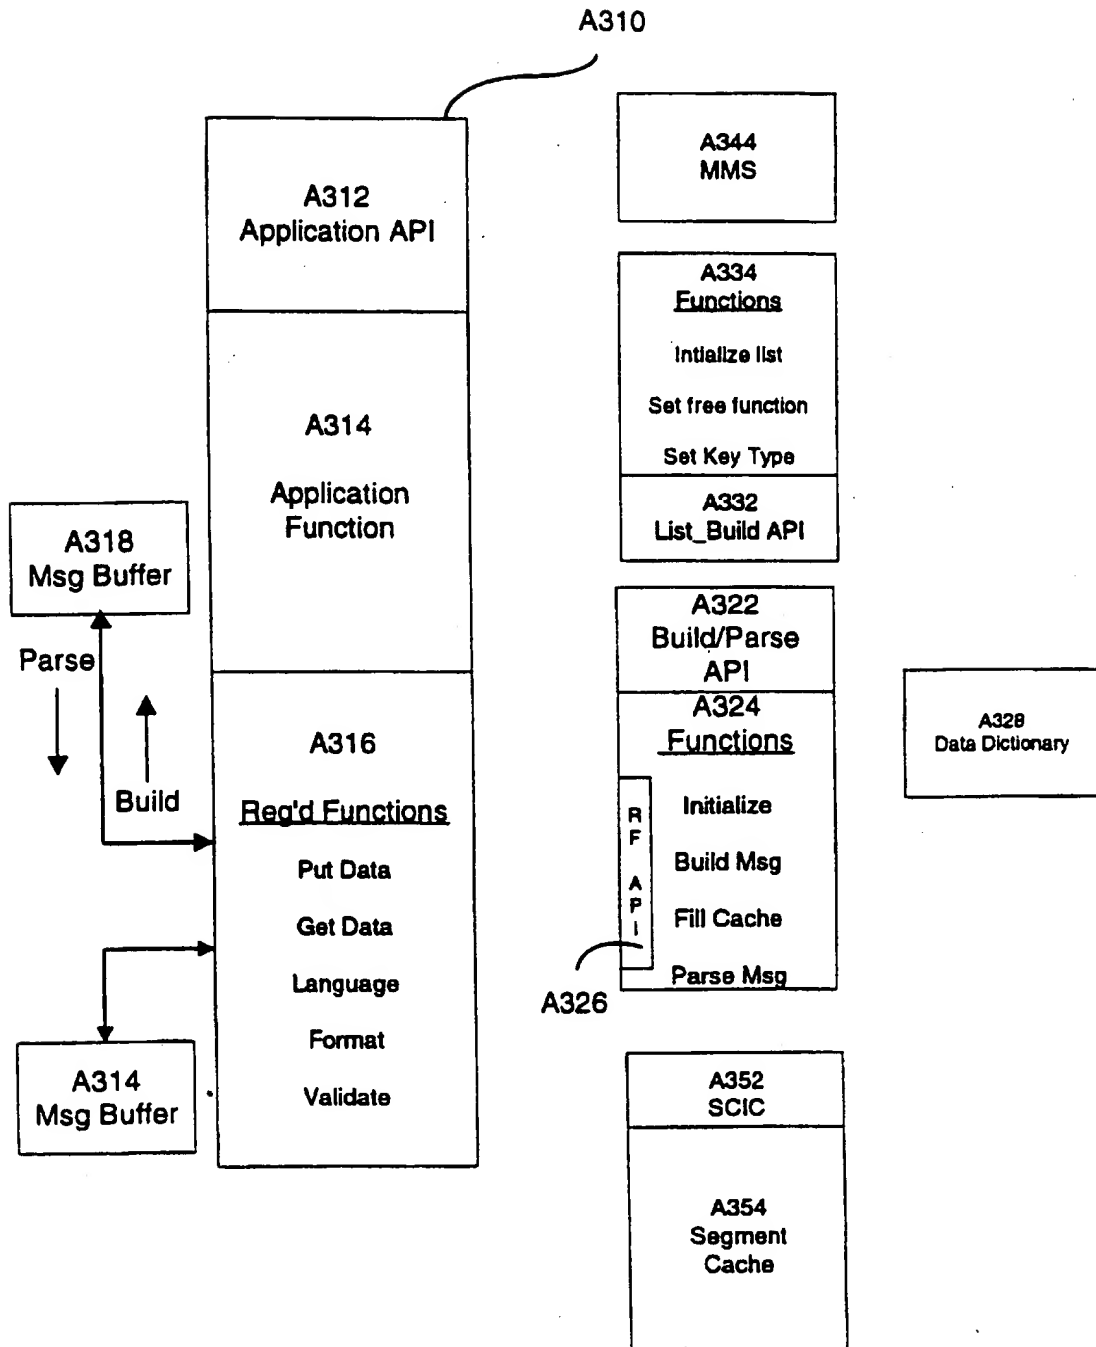 A310
A312
Application API
A314
Application
Function
A318
Msg Buffer
Parse
Build
A316
Reg'd Functions
Put Data
Get Data
Language
Format
Validate
A314
Msg Buffer
A344
MMS
A334
Functions
Intialize list
Set free function
Set Key Type
A332
List_Build API
A322
Build/Parse
API
A324
Functions
Initialize
Build Msg
Fill Cache
Parse Msg
RF API
A326
A328
Data Dictionary
A352
SCIC
A354
Segment
Cache